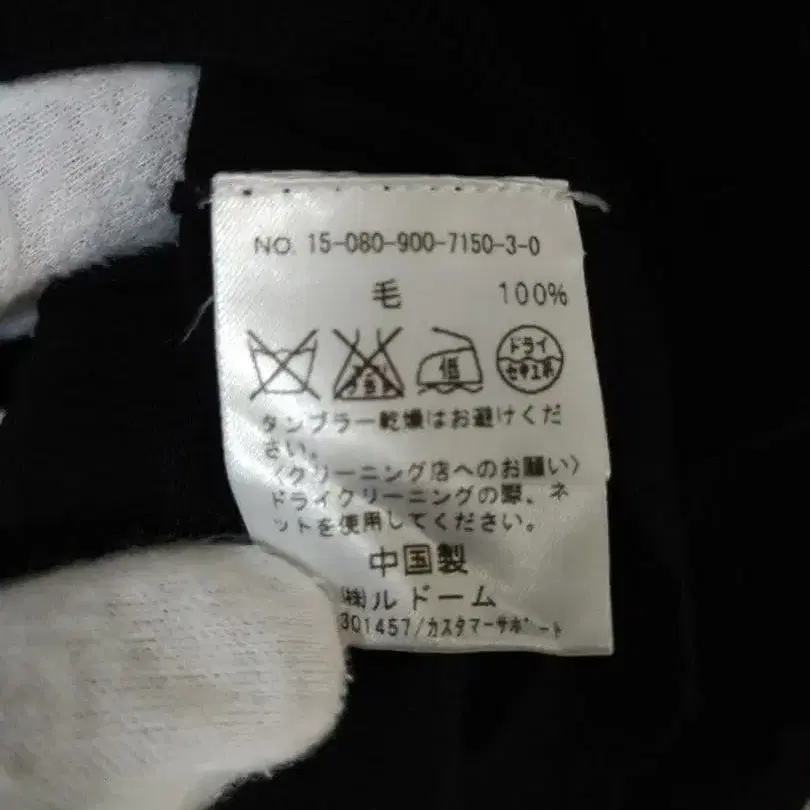 NO. 15-080-900-7150-3-0
毛 100%
低 ドライ
セキユ系
タンブラー乾燥はお避けくだ
さい。
〈クリーニング店へのお願い〉
ドライクリーニングの際、ネ
ットを使用してください。
中国製
㈱ルドーム
301457/カスタマーサポート